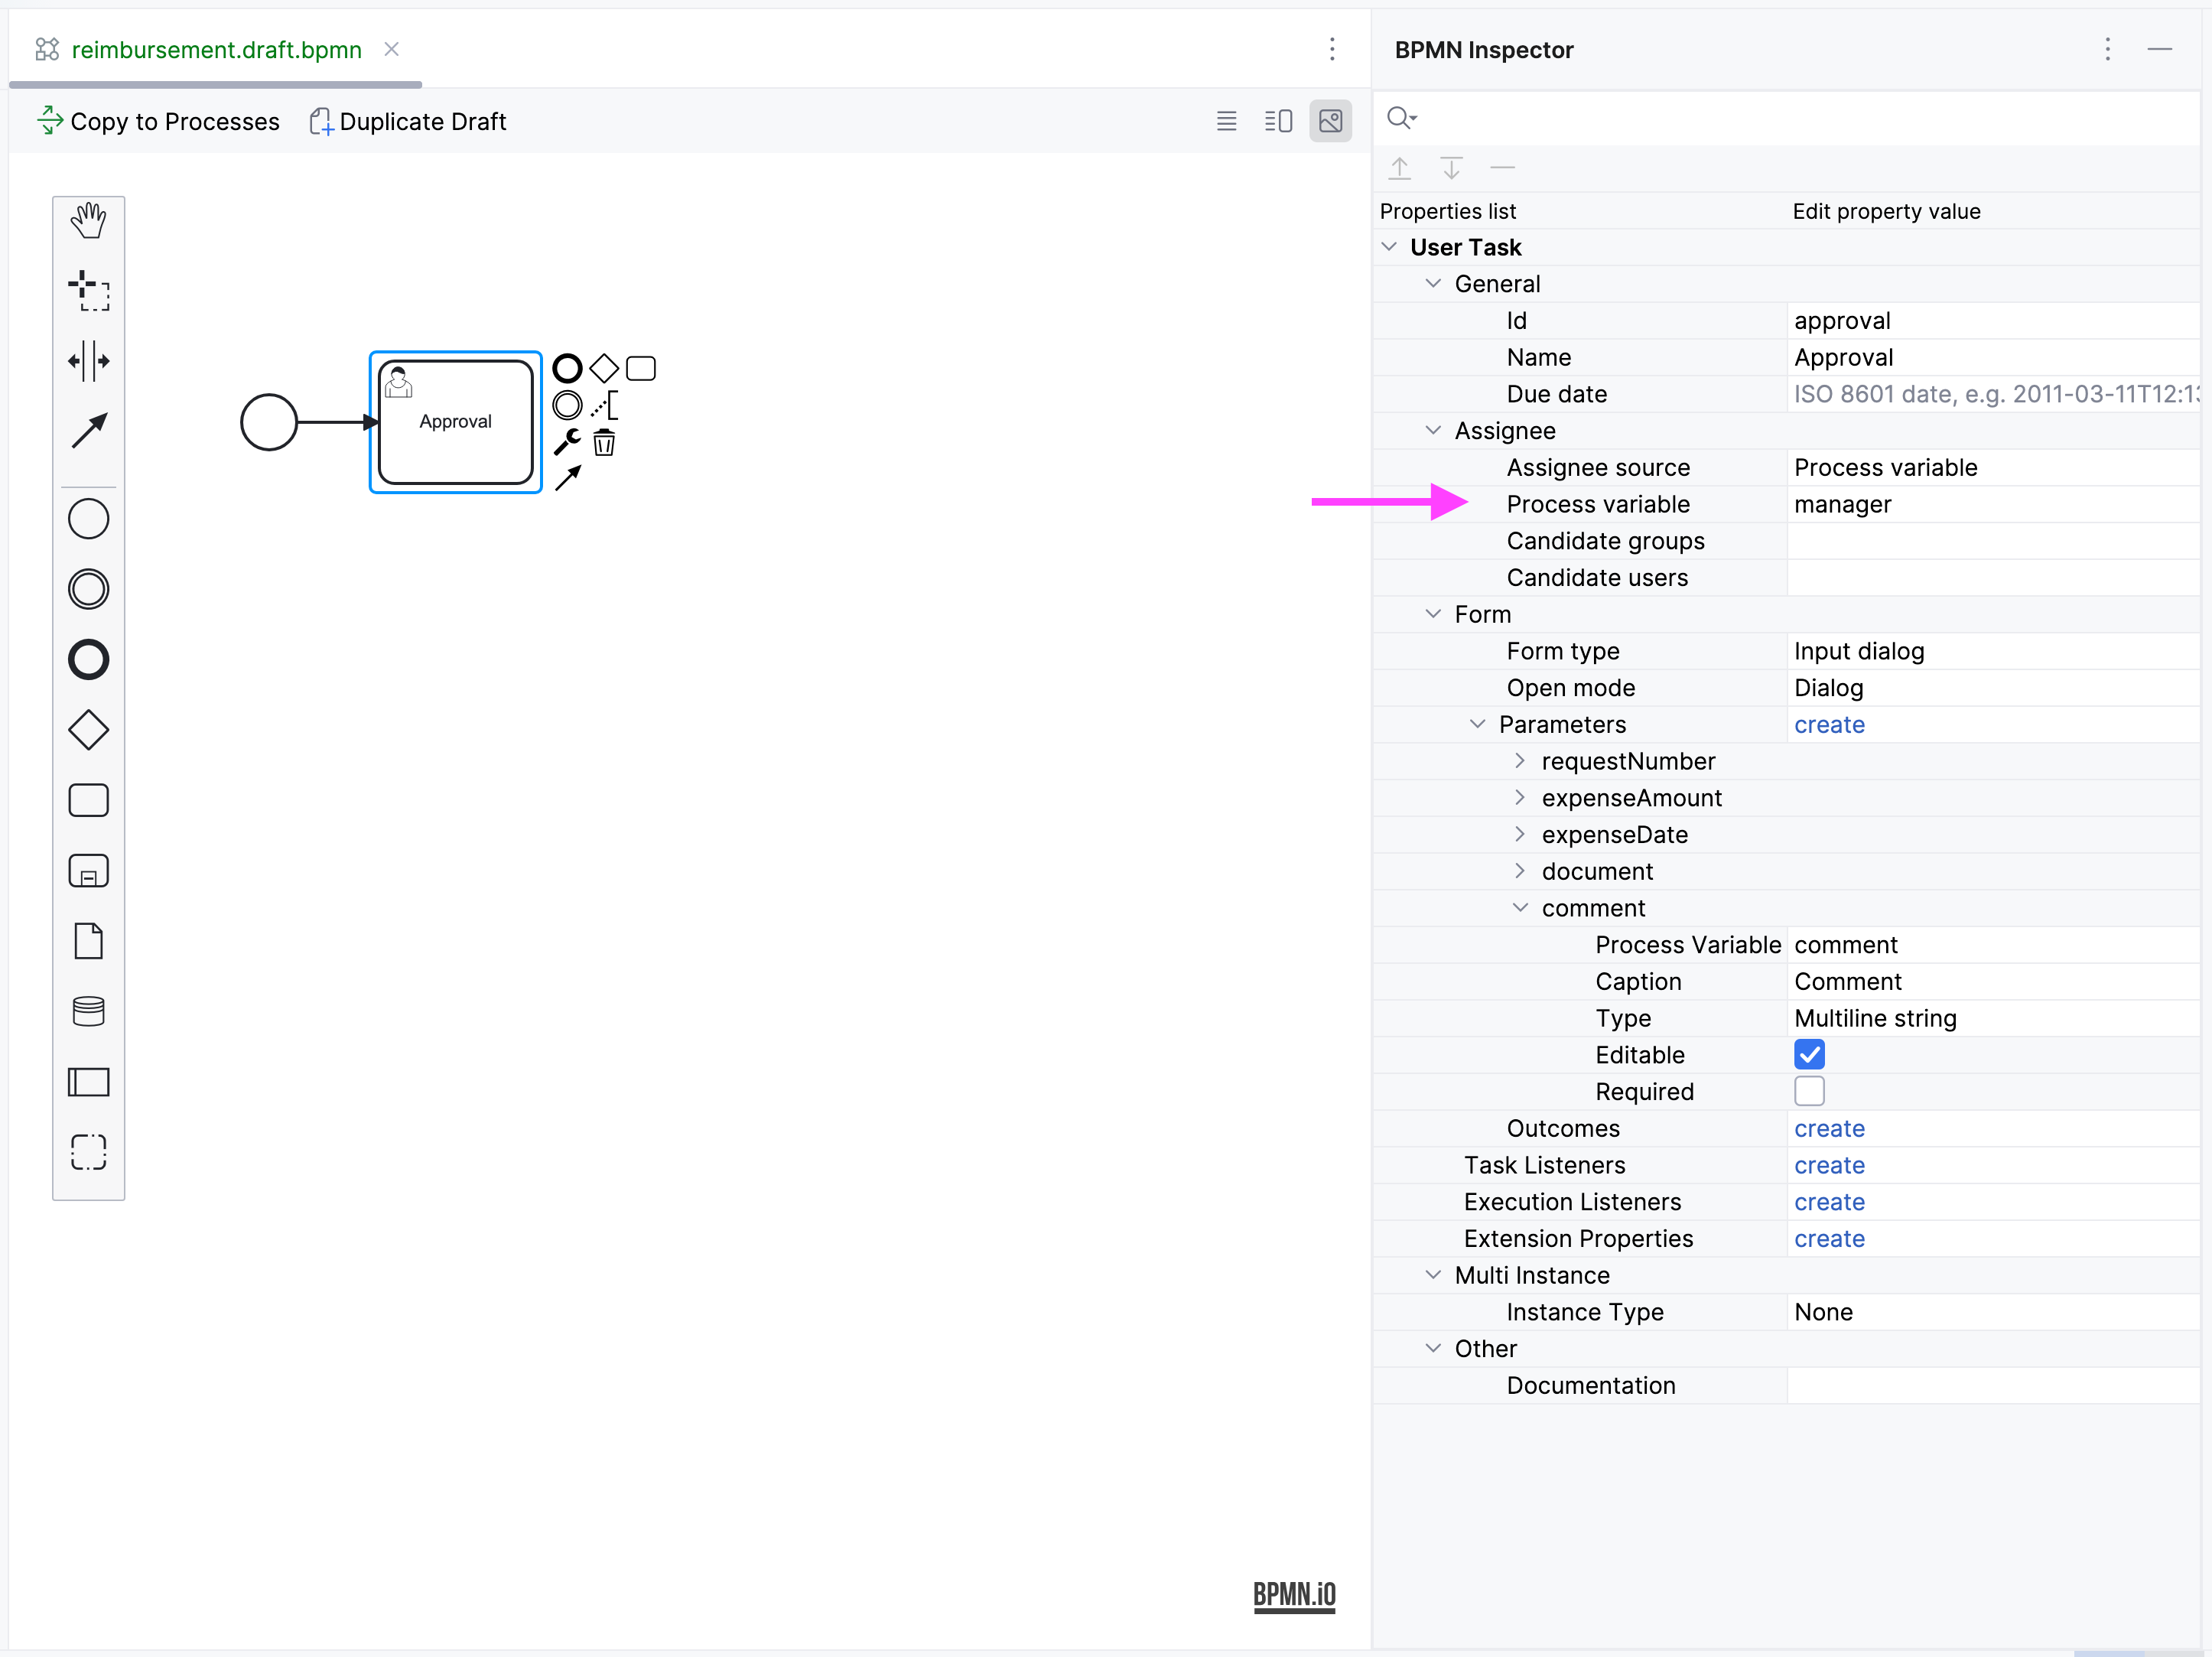 reimbursement.draft.bpmn
BPMN Inspector
Copy to Processes Duplicate Draft
Properties list Edit property value
User Task
General
Id approval
Name Approval
Due date ISO 8601 date, e.g. 2011-03-11T12:13
Assignee
Assignee source Process variable
Process variable manager
Candidate groups
Candidate users
Form
Form type Input dialog
Open mode Dialog
Parameters create
requestNumber
expenseAmount
expenseDate
document
comment
Process Variable comment
Caption Comment
Type Multiline string
Editable
Required
Outcomes create
Task Listeners create
Execution Listeners create
Extension Properties create
Multi Instance
Instance Type None
Other
Documentation
Approval
BPMN.iO